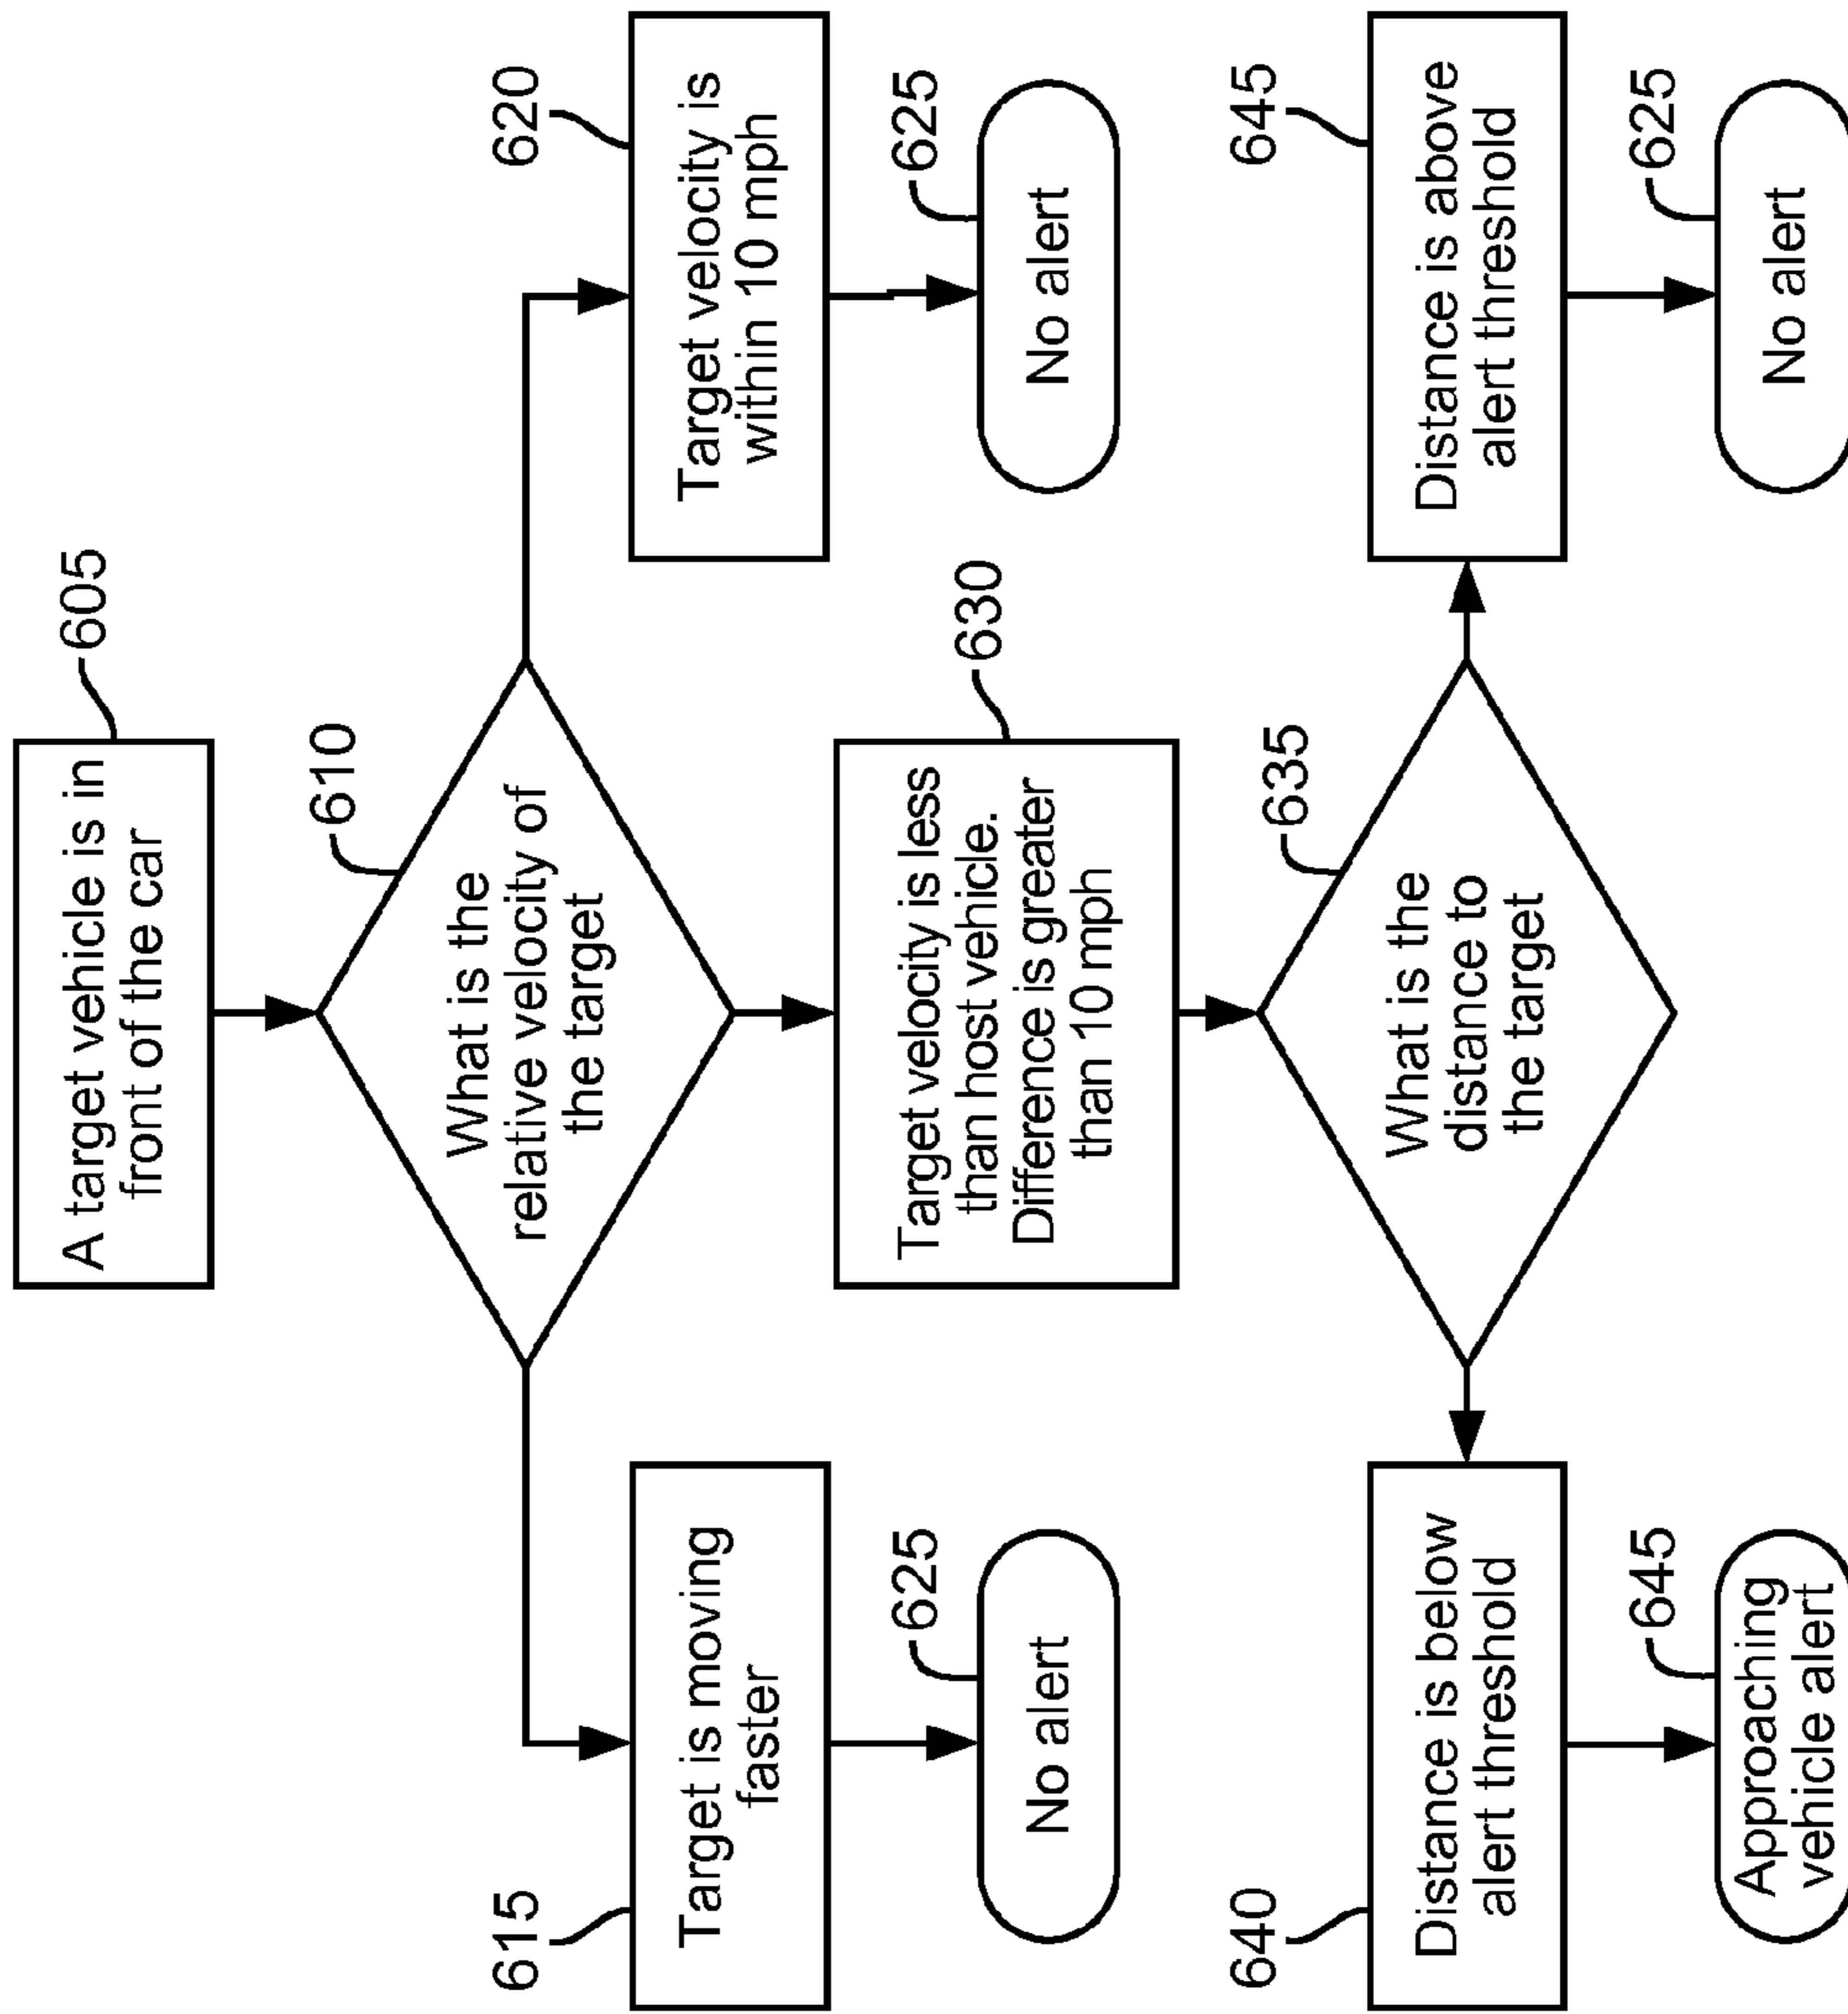 A target vehicle is in
front of the car
605
610
What is the
relative velocity of
the target
615
Target is moving
faster
625
No alert
620
Target velocity is
within 10 mph
625
No alert
630
Target velocity is less
than host vehicle.
Difference is greater
than 10 mph
635
What is the
distance to
the target
640
Distance is below
alert threshold
645
Approaching
vehicle alert
645
Distance is above
alert threshold
625
No alert